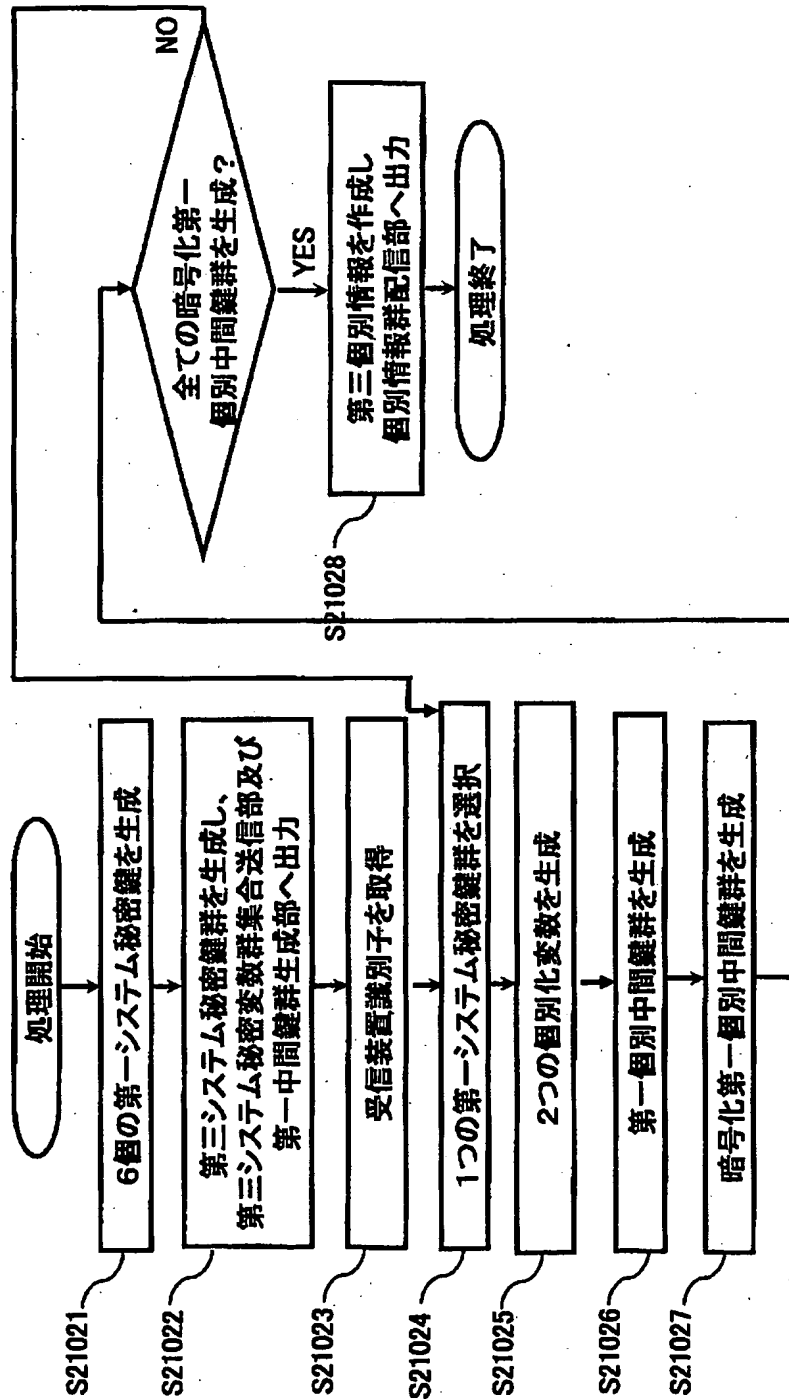 処理開始
S21021
6個の第一システム秘密鍵を生成
S21022
第三システム秘密鍵群を生成し、
第三システム秘密変数群集合送信部及び
第一中間鍵群生成部へ出力
S21023
受信装置識別子を取得
S21024
1つの第一システム秘密鍵群を選択
S21025
2つの個別化変数を生成
S21026
第一個別中間鍵群を生成
S21027
暗号化第一個別中間鍵群を生成
全ての暗号化第一
個別中間鍵群を生成?
NO
YES
S21028
第三個別情報を作成し
個別情報群配信部へ出力
処理終了